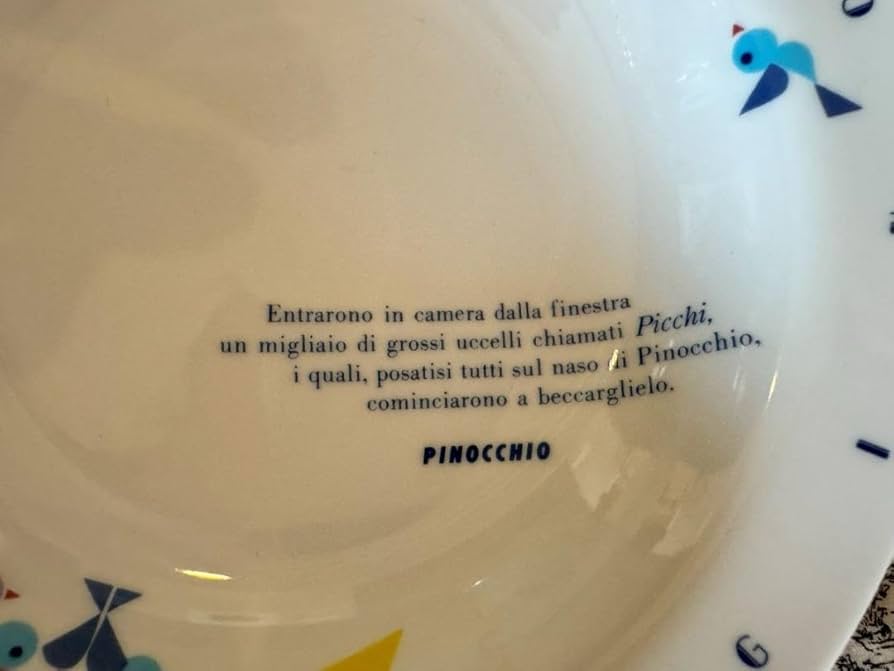 Entrarono in camera dalla finestra
un migliaio di grossi uccelli chiamati Picchi,
i quali, posatisi tutti sul naso di Pinocchio,
cominciarono a beccarglielo.
PINOCCHIO
I
G